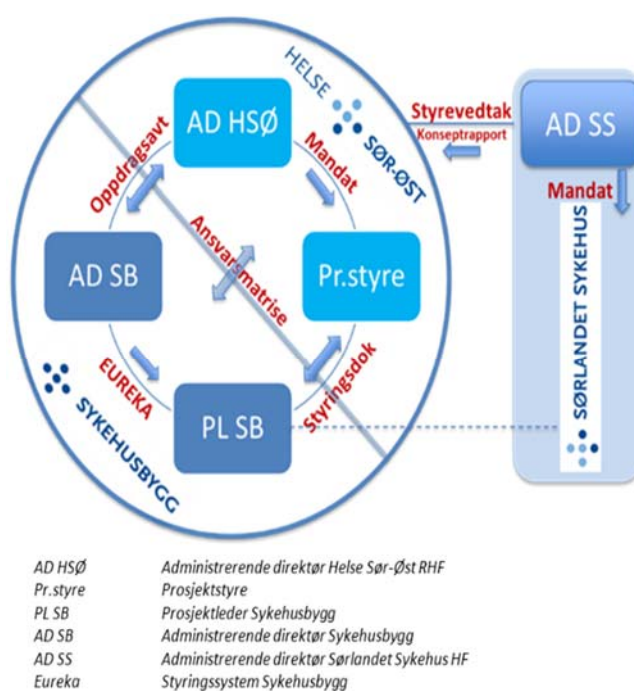 HELSE
SØR-ØST
AD HSØ
Oppdragsavt
Mandat
Styrevedtak
Konseptrapport
AD SS
Mandat
Ansvarsmatrise
AD SB
Pr.styre
EUREKA
Styringsdok
PL SB
SYKEHUSBYGG
SØRLANDET SYKEHUS
AD HSØ Administrerende direktør Helse Sør-Øst RHF
Pr.styre Prosjektstyre
PL SB Prosjektleder Sykehusbygg
AD SB Administrerende direktør Sykehusbygg
AD SS Administrerende direktør Sørlandet Sykehus HF
Eureka Styringssystem Sykehusbygg